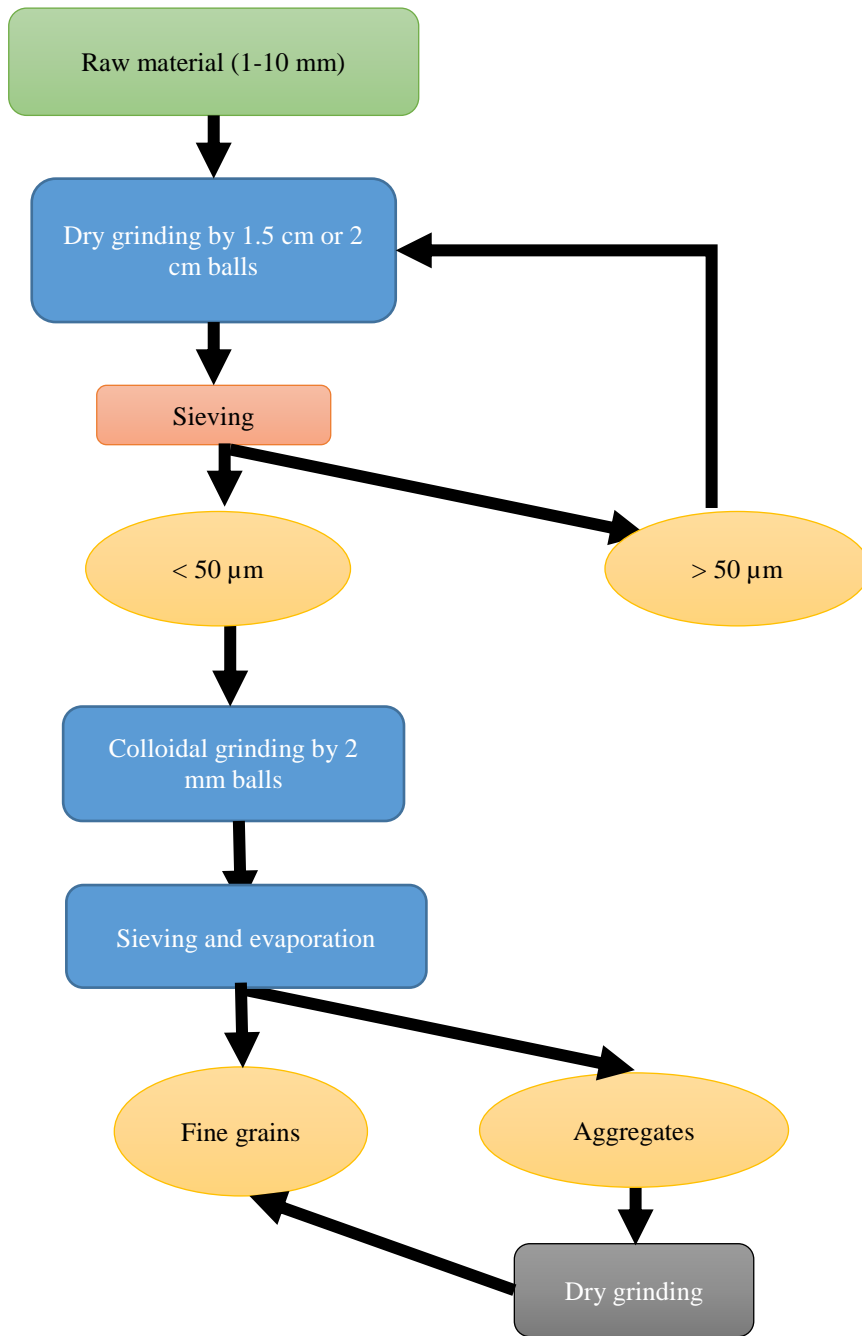 Raw material (1-10 mm)
Dry grinding by 1.5 cm or 2
cm balls
Sieving
< 50 µm
> 50 µm
Colloidal grinding by 2
mm balls
Sieving and evaporation
Fine grains
Aggregates
Dry grinding